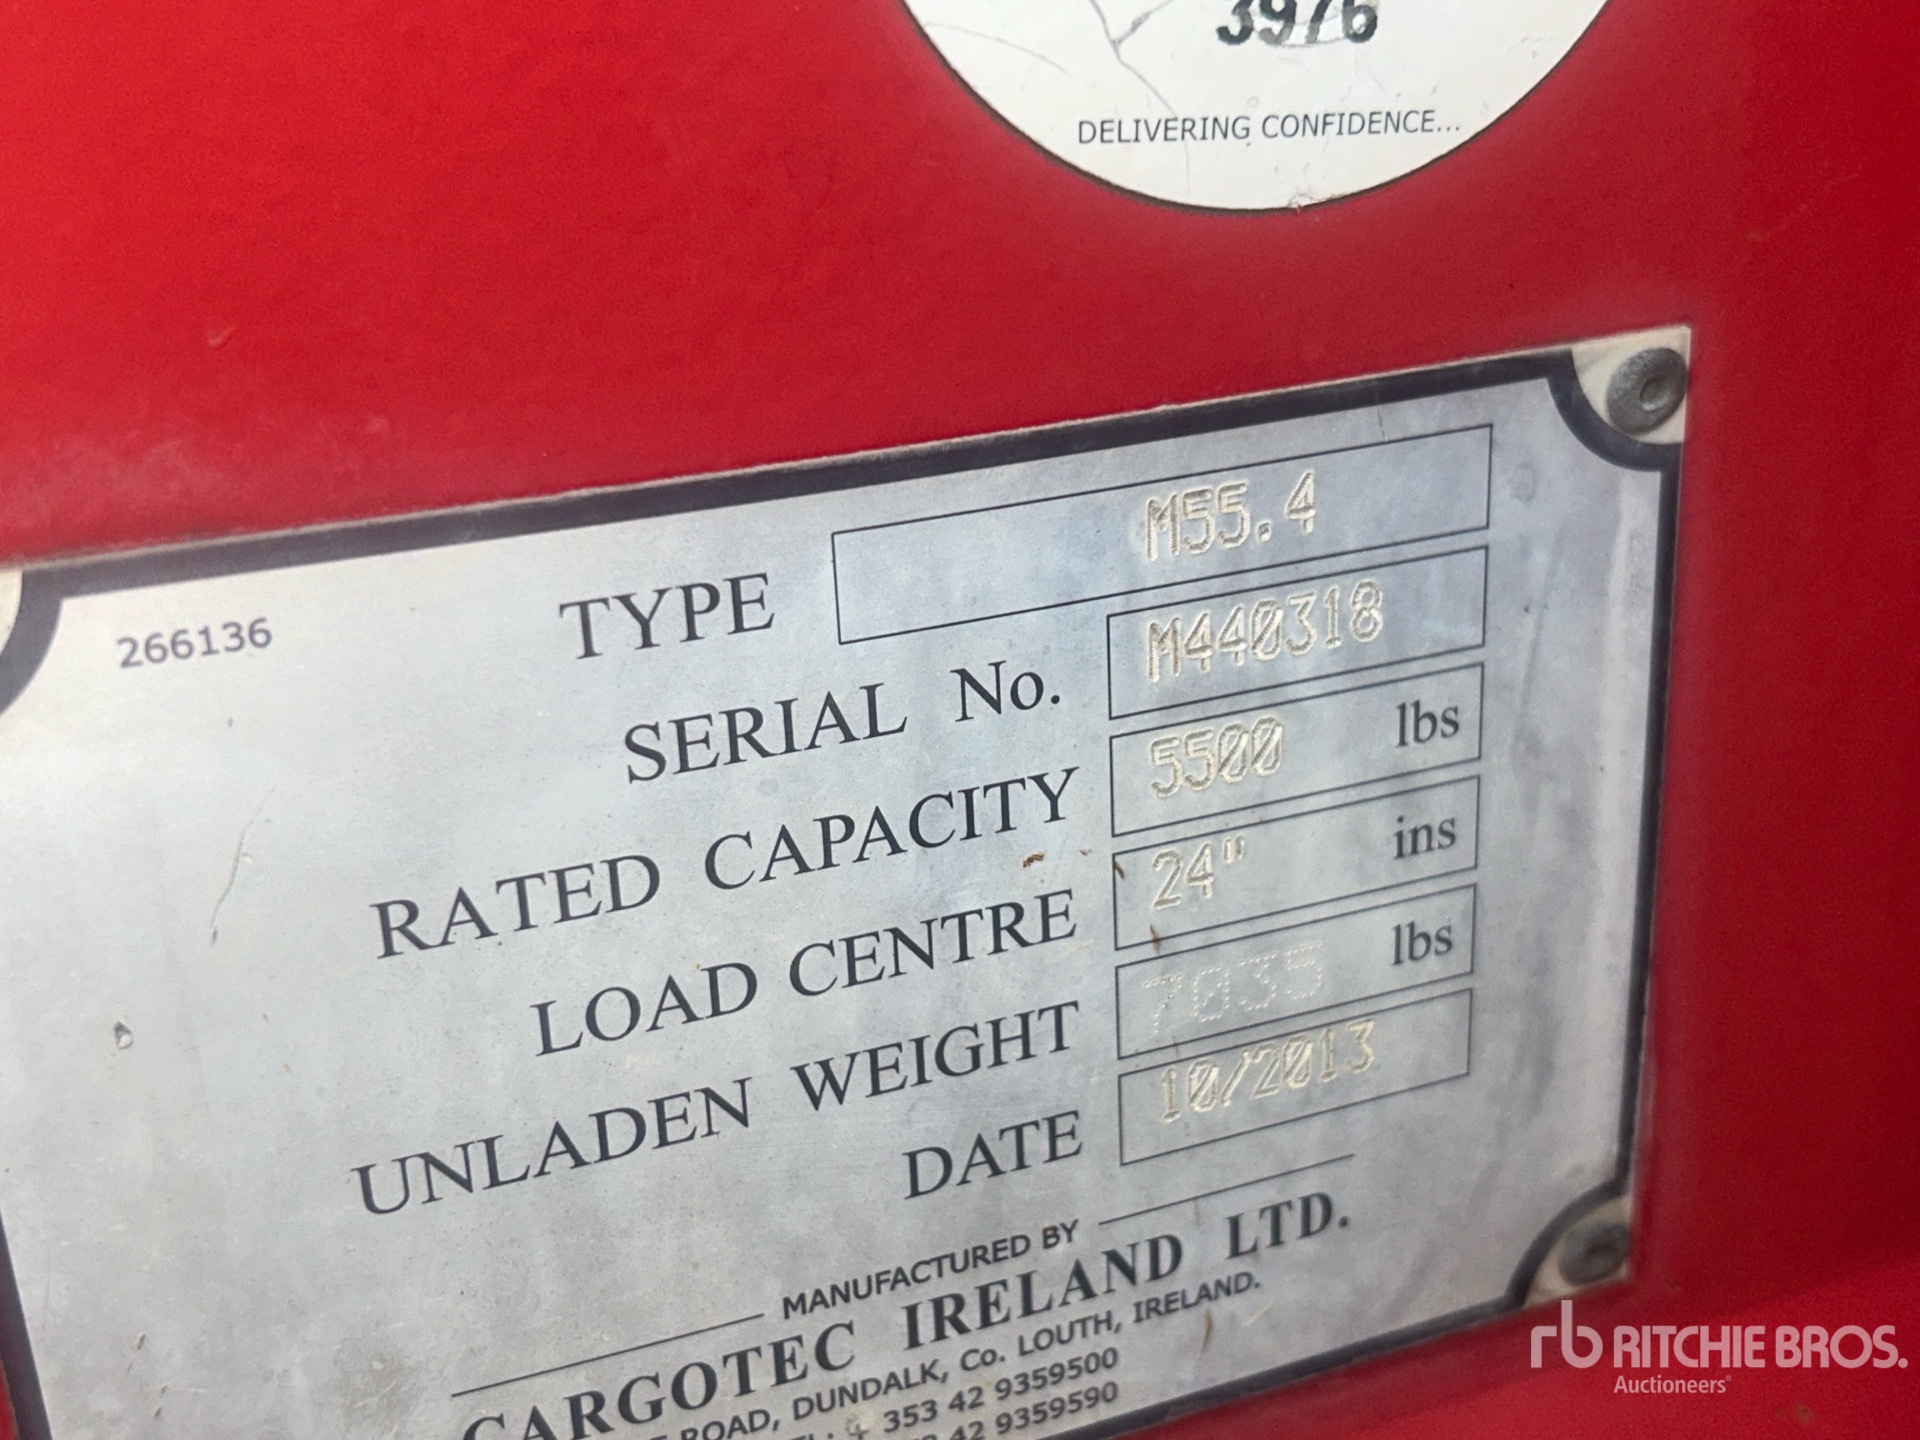 3976
DELIVERING CONFIDENCE...
266136
TYPE M55.4
SERIAL No. M440318
RATED CAPACITY 5500 lbs
LOAD CENTRE 24" ins
UNLADEN WEIGHT 7035 lbs
DATE 10/2013
MANUFACTURED BY
CARGOTEC IRELAND LTD.
ROAD, DUNDALK, Co. LOUTH, IRELAND.
+ 353 42 9359500
42 9359590
rb RITCHIE BROS.
Auctioneers